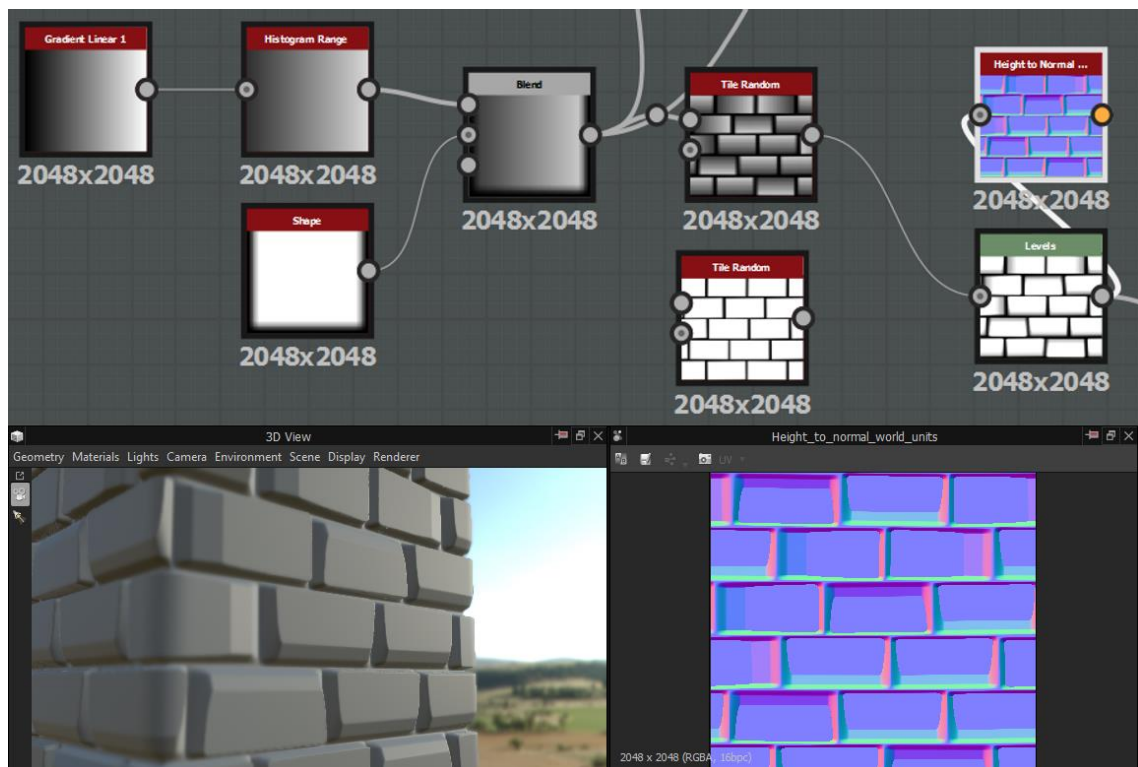 Gradient Linear 1
2048x2048
Histogram Range
2048x2048
Blend
2048x2048
Tile Random
2048x2048
Height to Normal ...
2048x2048
Shape
2048x2048
Tile Random
2048x2048
Levels
2048x2048
3D View
Geometry Materials Lights Camera Environment Scene Display Renderer
Height_to_normal_world_units
UV
2048 x 2048 (RGBA, 16bpc)